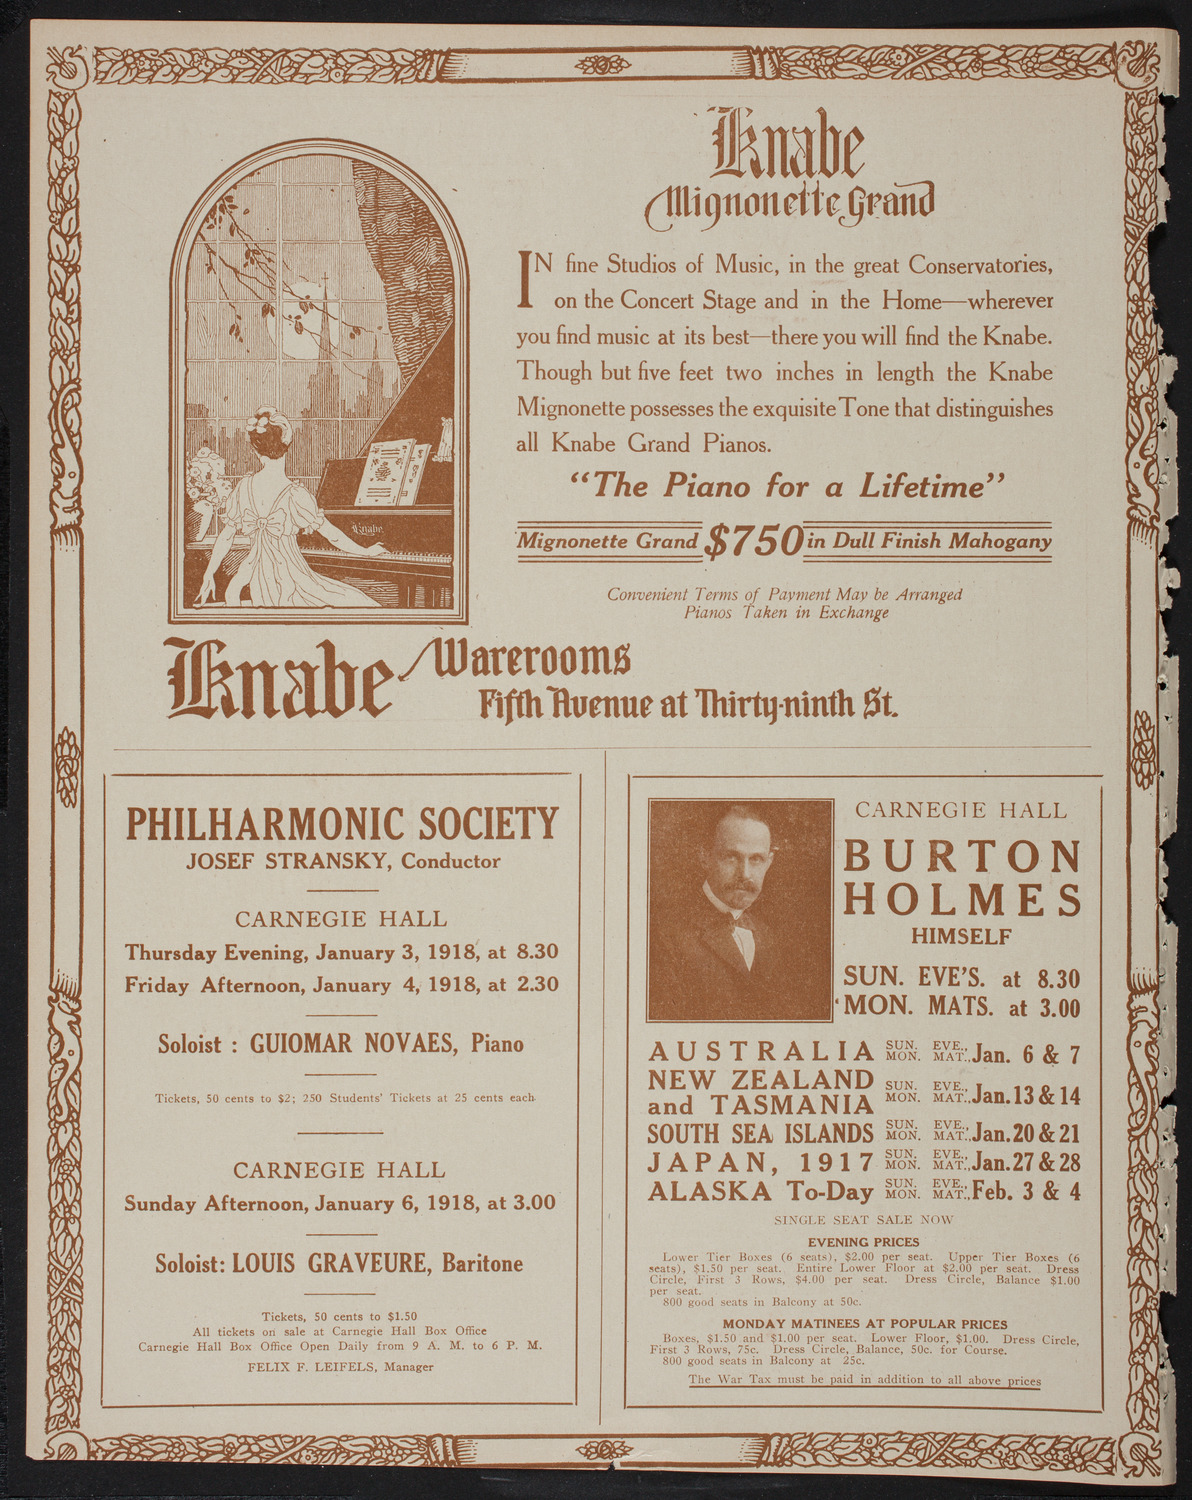 Knabe
Mignonette Grand
IN fine Studios of Music, in the great Conservatories,
on the Concert Stage and in the Home—wherever
you find music at its best—there you will find the Knabe.
Though but five feet two inches in length the Knabe
Mignonette possesses the exquisite Tone that distinguishes
all Knabe Grand Pianos.
"The Piano for a Lifetime"
Mignonette Grand $750 in Dull Finish Mahogany
Convenient Terms of Payment May be Arranged
Pianos Taken in Exchange
Knabe
Knabe Warerooms
Fifth Avenue at Thirty-ninth St.
PHILHARMONIC SOCIETY
JOSEF STRANSKY, Conductor
CARNEGIE HALL
Thursday Evening, January 3, 1918, at 8.30
Friday Afternoon, January 4, 1918, at 2.30
Soloist : GUIOMAR NOVAES, Piano
Tickets, 50 cents to $2; 250 Students' Tickets at 25 cents each.
CARNEGIE HALL
Sunday Afternoon, January 6, 1918, at 3.00
Soloist: LOUIS GRAVEURE, Baritone
Tickets, 50 cents to $1.50
All tickets on sale at Carnegie Hall Box Office
Carnegie Hall Box Office Open Daily from 9 A. M. to 6 P. M.
FELIX F. LEIFELS, Manager
CARNEGIE HALL
BURTON
HOLMES
HIMSELF
SUN. EVE'S. at 8.30
MON. MATS. at 3.00
AUSTRALIA SUN. EVE., MON. MAT., Jan. 6 & 7
NEW ZEALAND
and TASMANIA SUN. EVE., MON. MAT., Jan. 13 & 14
SOUTH SEA ISLANDS SUN. EVE., MON. MAT., Jan. 20 & 21
JAPAN, 1917 SUN. EVE., MON. MAT., Jan. 27 & 28
ALASKA To-Day SUN. EVE., MON. MAT., Feb. 3 & 4
SINGLE SEAT SALE NOW
EVENING PRICES
Lower Tier Boxes (6 seats), $2.00 per seat. Upper Tier Boxes (6
seats), $1.50 per seat. Entire Lower Floor at $2.00 per seat. Dress
Circle, First 3 Rows, $4.00 per seat. Dress Circle, Balance $1.00
per seat.
800 good seats in Balcony at 50c.
MONDAY MATINEES AT POPULAR PRICES
Boxes, $1.50 and $1.00 per seat. Lower Floor, $1.00. Dress Circle,
First 3 Rows, 75c. Dress Circle, Balance, 50c. for Course.
800 good seats in Balcony at 25c.
The War Tax must be paid in addition to all above prices